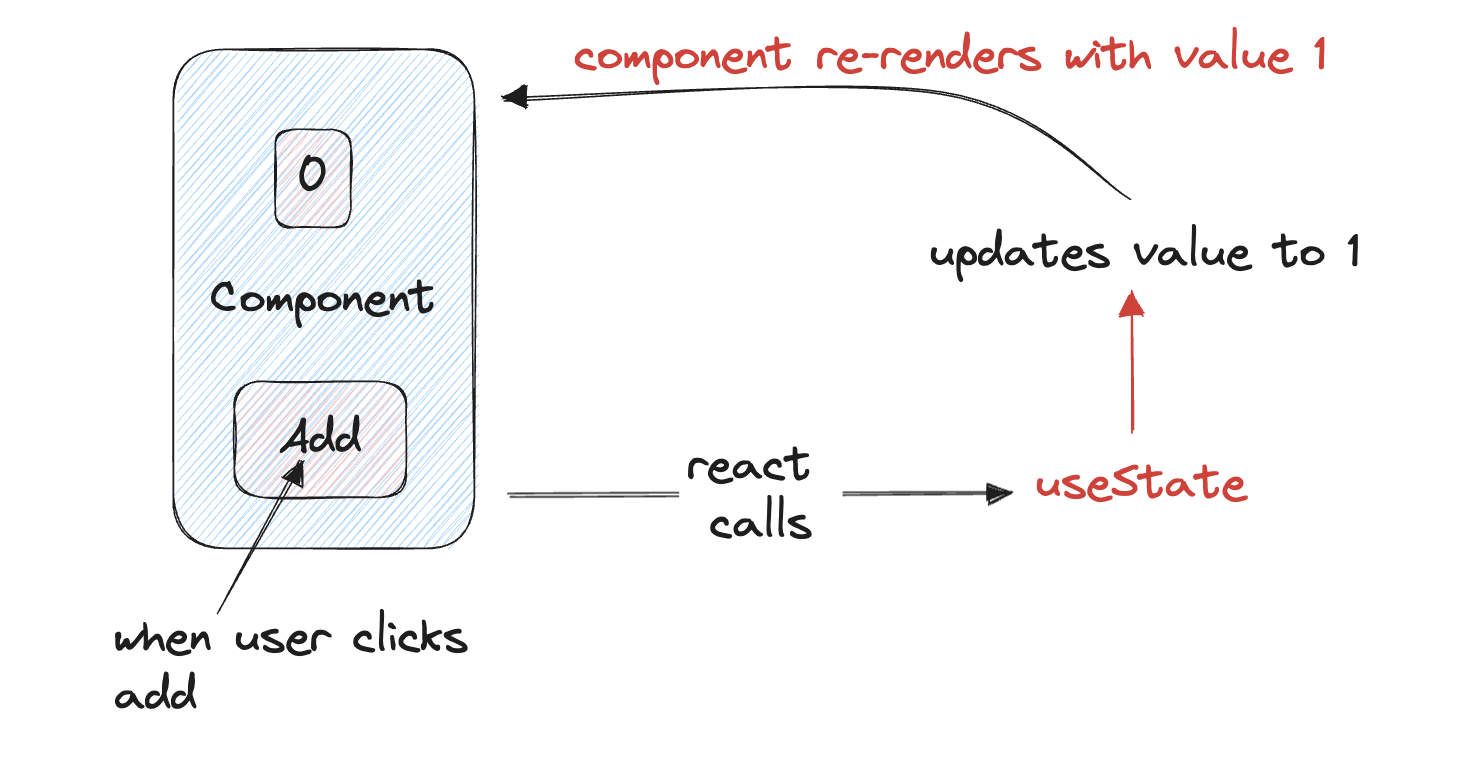 component re-renders with value 1
0
updates value to 1
Component
Add
react
calls
useState
when user clicks
add